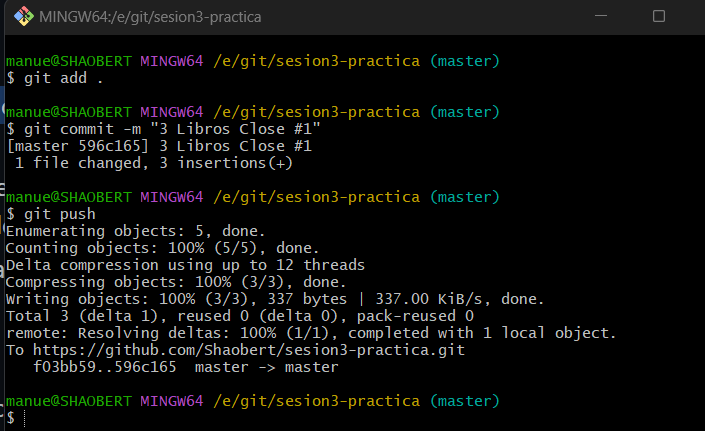 MINGW64:/e/git/sesion3-practica
manue@SHAOBERT MINGW64 /e/git/sesion3-practica (master)
$ git add .
manue@SHAOBERT MINGW64 /e/git/sesion3-practica (master)
$ git commit -m "3 Libros Close #1"
[master 596c165] 3 Libros Close #1
 1 file changed, 3 insertions(+)
manue@SHAOBERT MINGW64 /e/git/sesion3-practica (master)
$ git push
Enumerating objects: 5, done.
Counting objects: 100% (5/5), done.
Delta compression using up to 12 threads
Compressing objects: 100% (3/3), done.
Writing objects: 100% (3/3), 337 bytes | 337.00 KiB/s, done.
Total 3 (delta 1), reused 0 (delta 0), pack-reused 0
remote: Resolving deltas: 100% (1/1), completed with 1 local object.
To https://github.com/Shaobert/sesion3-practica.git
   f03bb59..596c165  master -> master
manue@SHAOBERT MINGW64 /e/git/sesion3-practica (master)
$